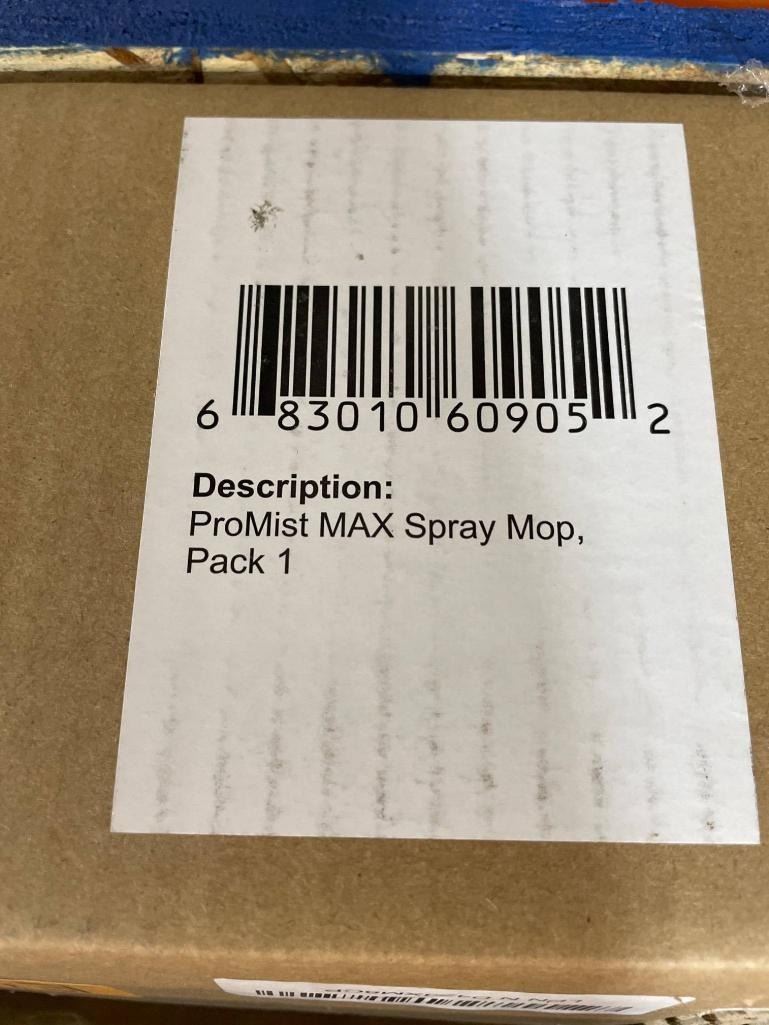 6 83010 60905 2
Description:
ProMist MAX Spray Mop,
Pack 1